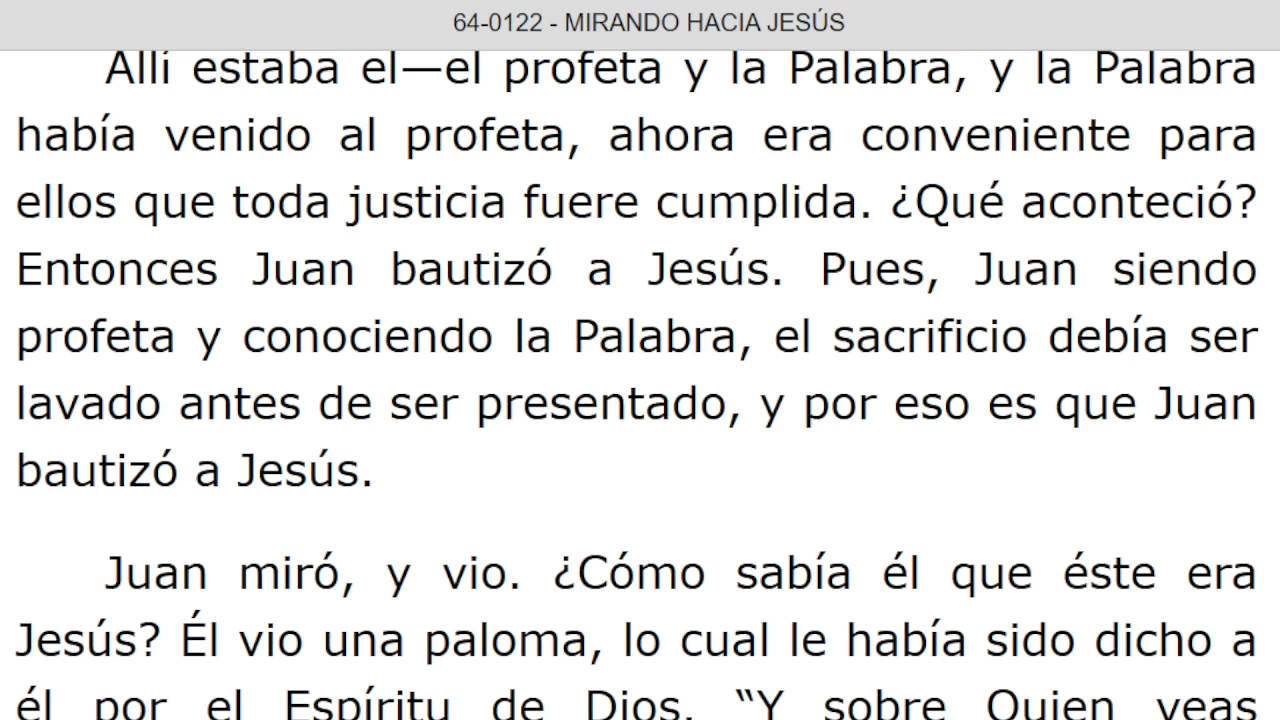 64-0122 - MIRANDO HACIA JESÚS
Allí estaba el—el profeta y la Palabra, y la Palabra
había venido al profeta, ahora era conveniente para
ellos que toda justicia fuere cumplida. ¿Qué aconteció?
Entonces Juan bautizó a Jesús. Pues, Juan siendo
profeta y conociendo la Palabra, el sacrificio debía ser
lavado antes de ser presentado, y por eso es que Juan
bautizó a Jesús.
Juan miró, y vio. ¿Cómo sabía él que éste era
Jesús? Él vio una paloma, lo cual le había sido dicho a
él por el Espíritu de Dios. “Y sobre Quien veas